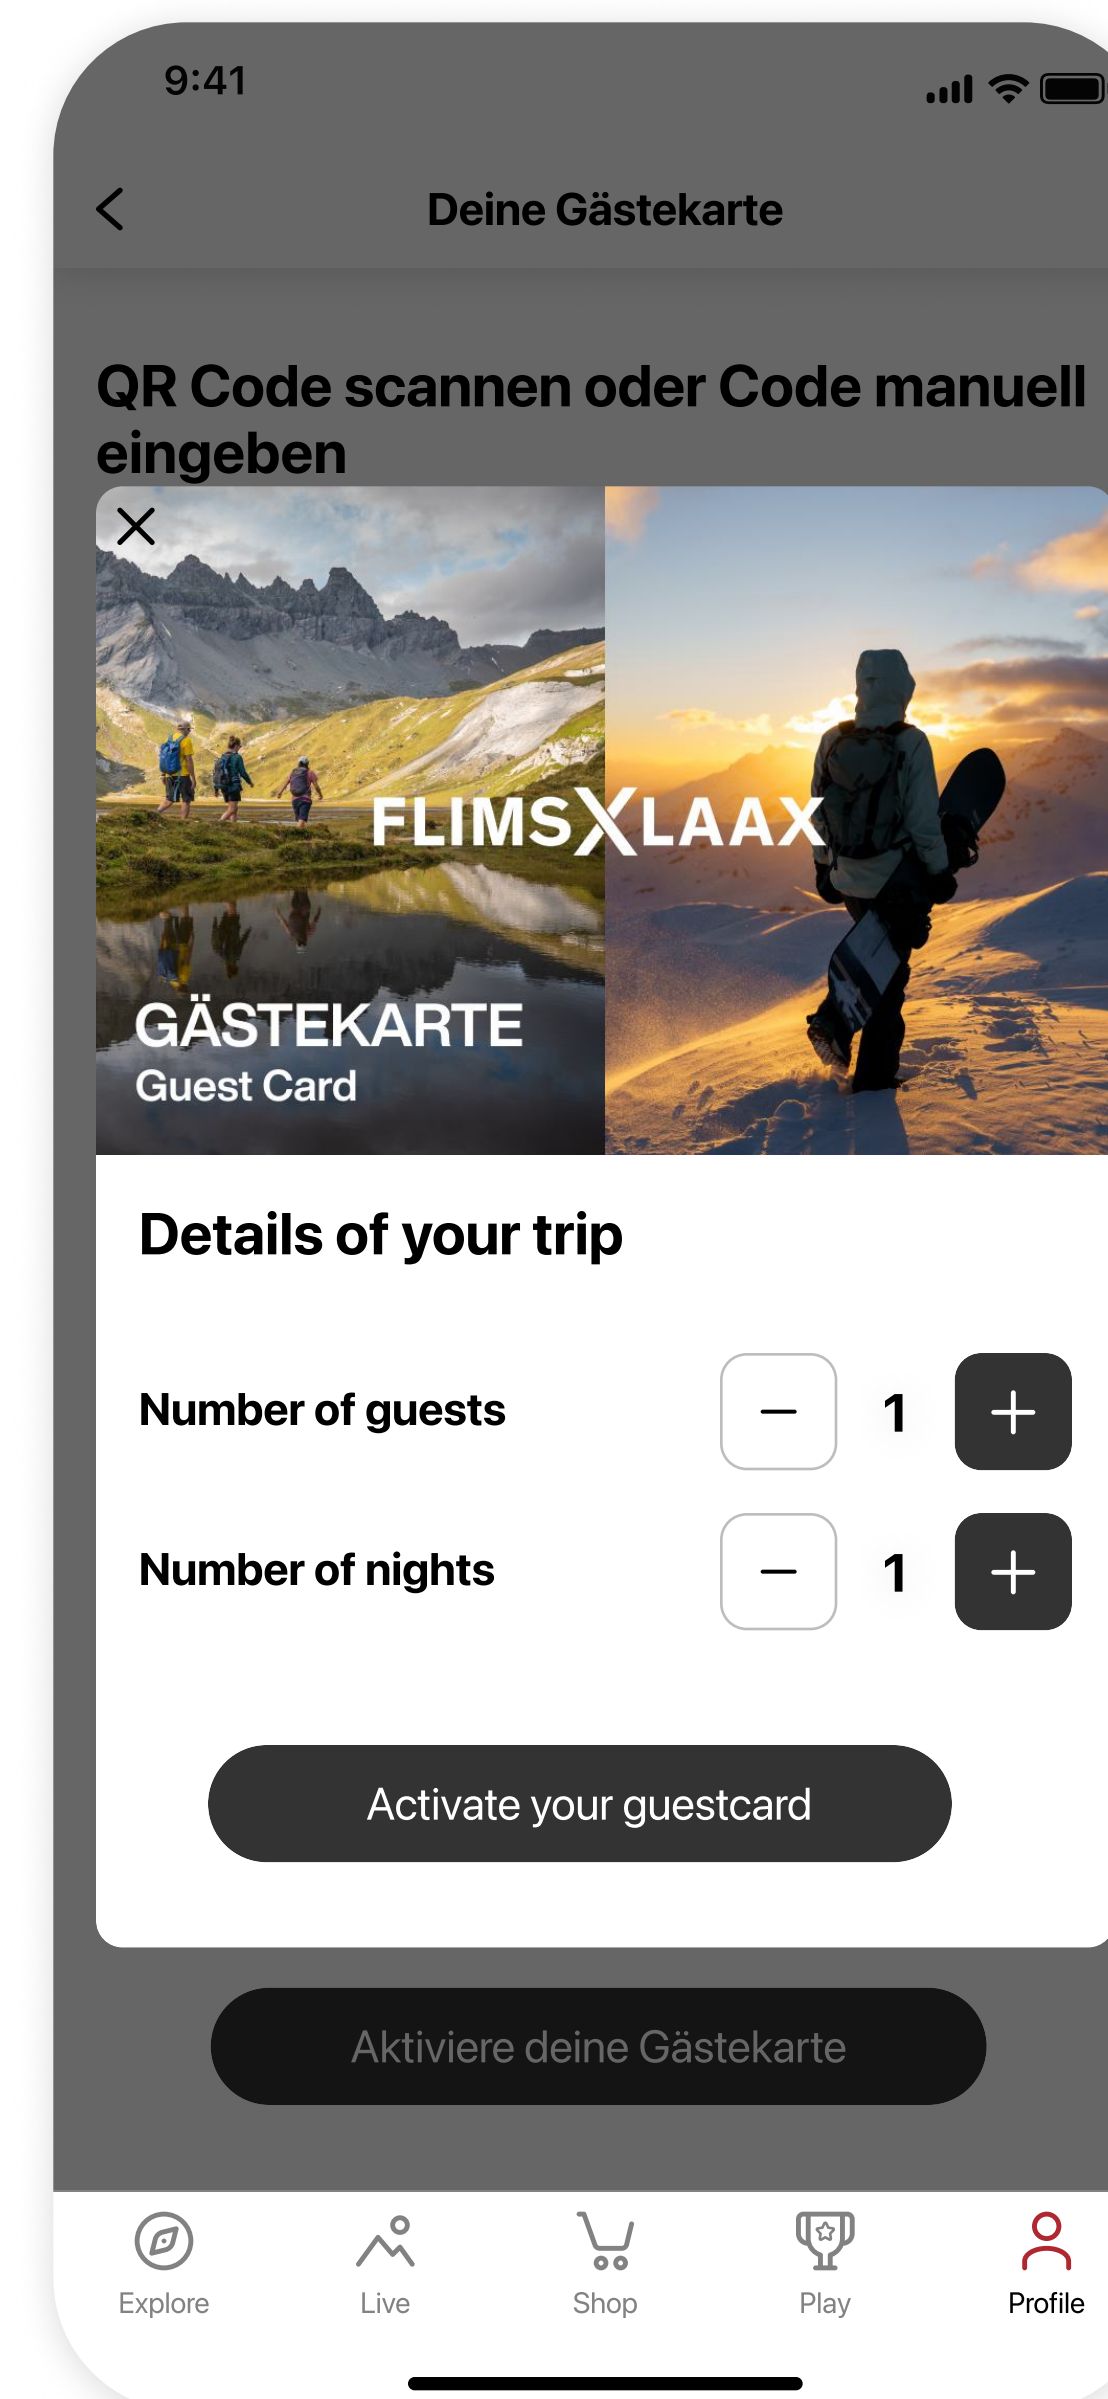 9:41
Deine Gästekarte
QR Code scannen oder Code manuell
eingeben
FLIMSXLAAX
GÄSTEKARTE
Guest Card
Details of your trip
Number of guests
1
Number of nights
1
Activate your guestcard
Aktiviere deine Gästekarte
Explore
Live
Shop
Play
Profile